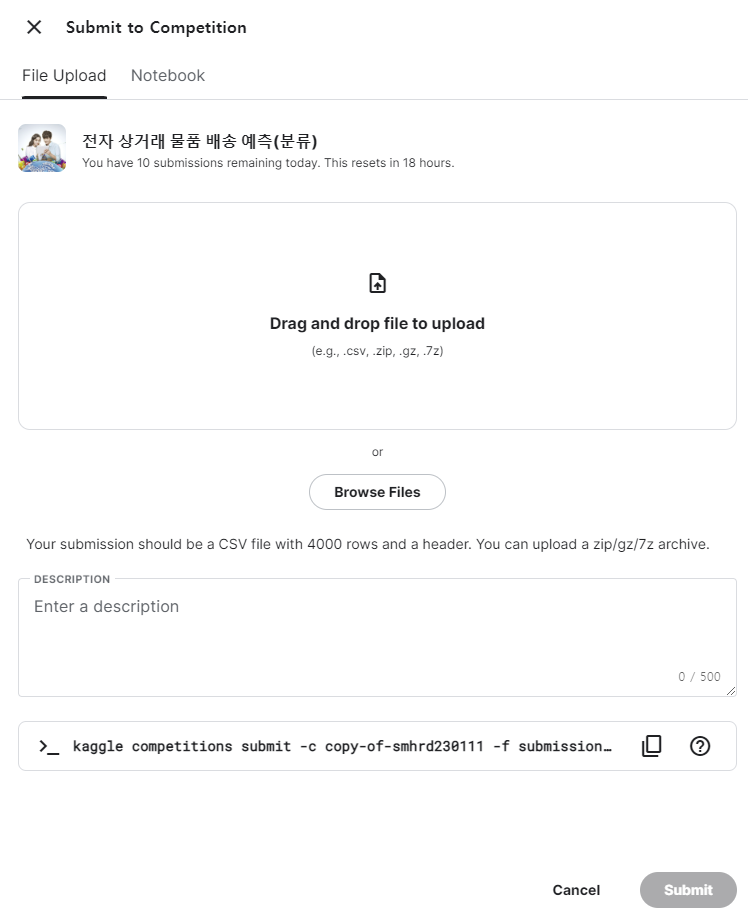 Submit to Competition
File Upload
Notebook
전자 상거래 물품 배송 예측(분류)
You have 10 submissions remaining today. This resets in 18 hours.
Drag and drop file to upload
(e.g., .csv, .zip, .gz, .7z)
or
Browse Files
Your submission should be a CSV file with 4000 rows and a header. You can upload a zip/gz/7z archive.
DESCRIPTION
Enter a description
0 / 500
kaggle competitions submit -c copy-of-smhrd230111 -f submission…
Cancel
Submit